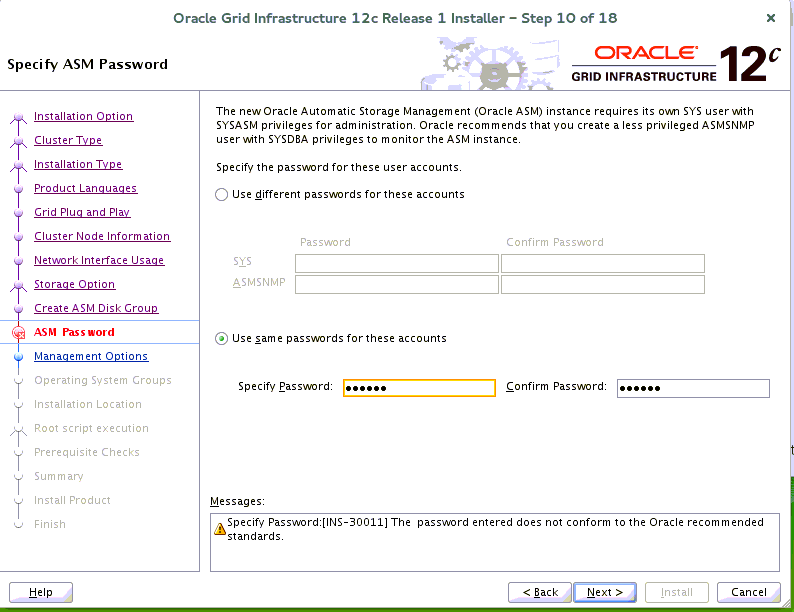 Oracle Grid Infrastructure 12c Release 1 Installer – Step 10 of 18
Specify ASM Password
ORACLE
GRID INFRASTRUCTURE
12c
Installation Option
Cluster Type
Installation Type
Product Languages
Grid Plug and Play
Cluster Node Information
Network Interface Usage
Storage Option
Create ASM Disk Group
ASM Password
Management Options
Operating System Groups
Installation Location
Root script execution
Prerequisite Checks
Summary
Install Product
Finish
The new Oracle Automatic Storage Management (Oracle ASM) instance requires its own SYS user with
SYSASM privileges for administration. Oracle recommends that you create a less privileged ASMSNMP
user with SYSDBA privileges to monitor the ASM instance.
Specify the password for these user accounts.
Use different passwords for these accounts
Password Confirm Password
SYS
ASMSNMP
Use same passwords for these accounts
Specify Password: •••••• Confirm Password: ••••••
Messages:
Specify Password:[INS-30011] The password entered does not conform to the Oracle recommended
standards.
Help < Back Next > Install Cancel